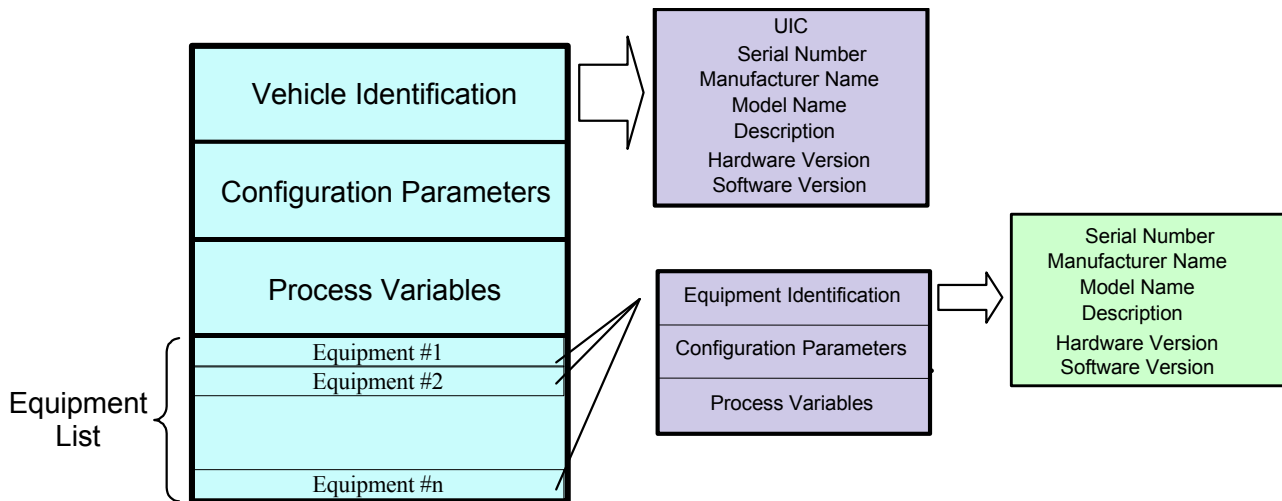 Vehicle Identification
Configuration Parameters
Process Variables
Equipment #1
Equipment #2
Equipment #n
Equipment
List
UIC
Serial Number
Manufacturer Name
Model Name
Description
Hardware Version
Software Version
Equipment Identification
Configuration Parameters
Process Variables
Serial Number
Manufacturer Name
Model Name
Description
Hardware Version
Software Version